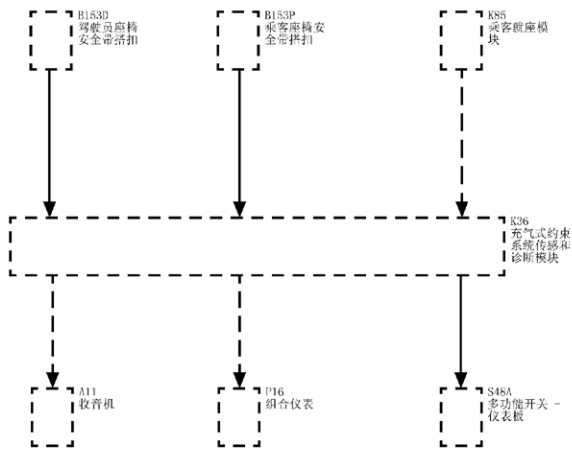 B153D
驾驶员座椅
安全带搭扣
B153P
乘客座椅安
全带搭扣
K85
乘客就座模
块
K36
充气式约束
系统传感和
诊断模块
A11
收音机
P16
组合仪表
S48A
多功能开关 -
仪表板